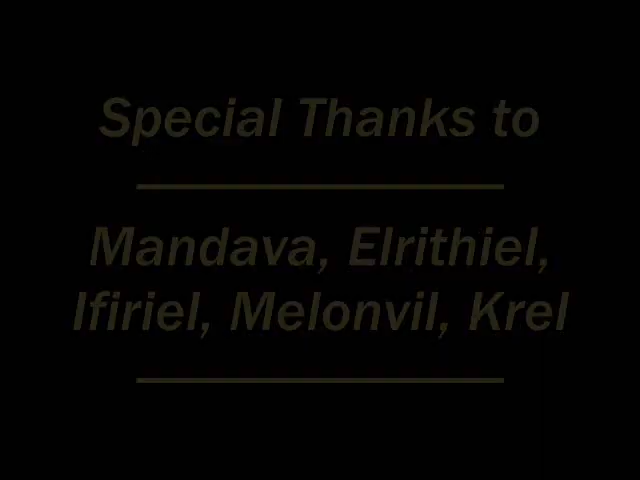 Special Thanks to
Mandava, Elrithiel,
Ifiriel, Melonvil, Krel